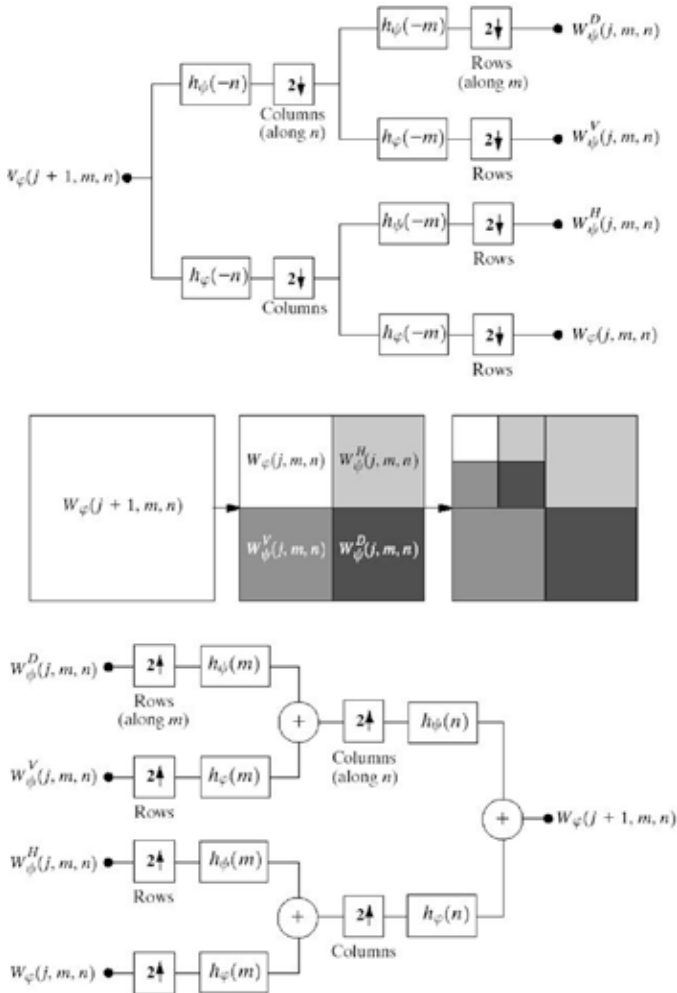 h_ψ(−m) 2↓ W_ψ^D(j, m, n)
Rows
(along m)
h_ψ(−n) 2↓
Columns
(along n)
h_φ(−m) 2↓ W_ψ^V(j, m, n)
Rows
W_φ(j + 1, m, n)
h_ψ(−m) 2↓ W_ψ^H(j, m, n)
Rows
h_φ(−n) 2↓
Columns
h_φ(−m) 2↓ W_φ(j, m, n)
Rows
W_φ(j + 1, m, n)
W_φ(j, m, n) W_ψ^H(j, m, n)
W_ψ^V(j, m, n) W_ψ^D(j, m, n)
W_ψ^D(j, m, n) 2↑ h_ψ(m)
Rows
(along m)
+ 2↑ h_ψ(n)
Columns
(along n)
W_ψ^V(j, m, n) 2↑ h_φ(m)
Rows
+ W_φ(j + 1, m, n)
W_ψ^H(j, m, n) 2↑ h_ψ(m)
Rows
+ 2↑ h_φ(n)
Columns
W_φ(j, m, n) 2↑ h_φ(m)